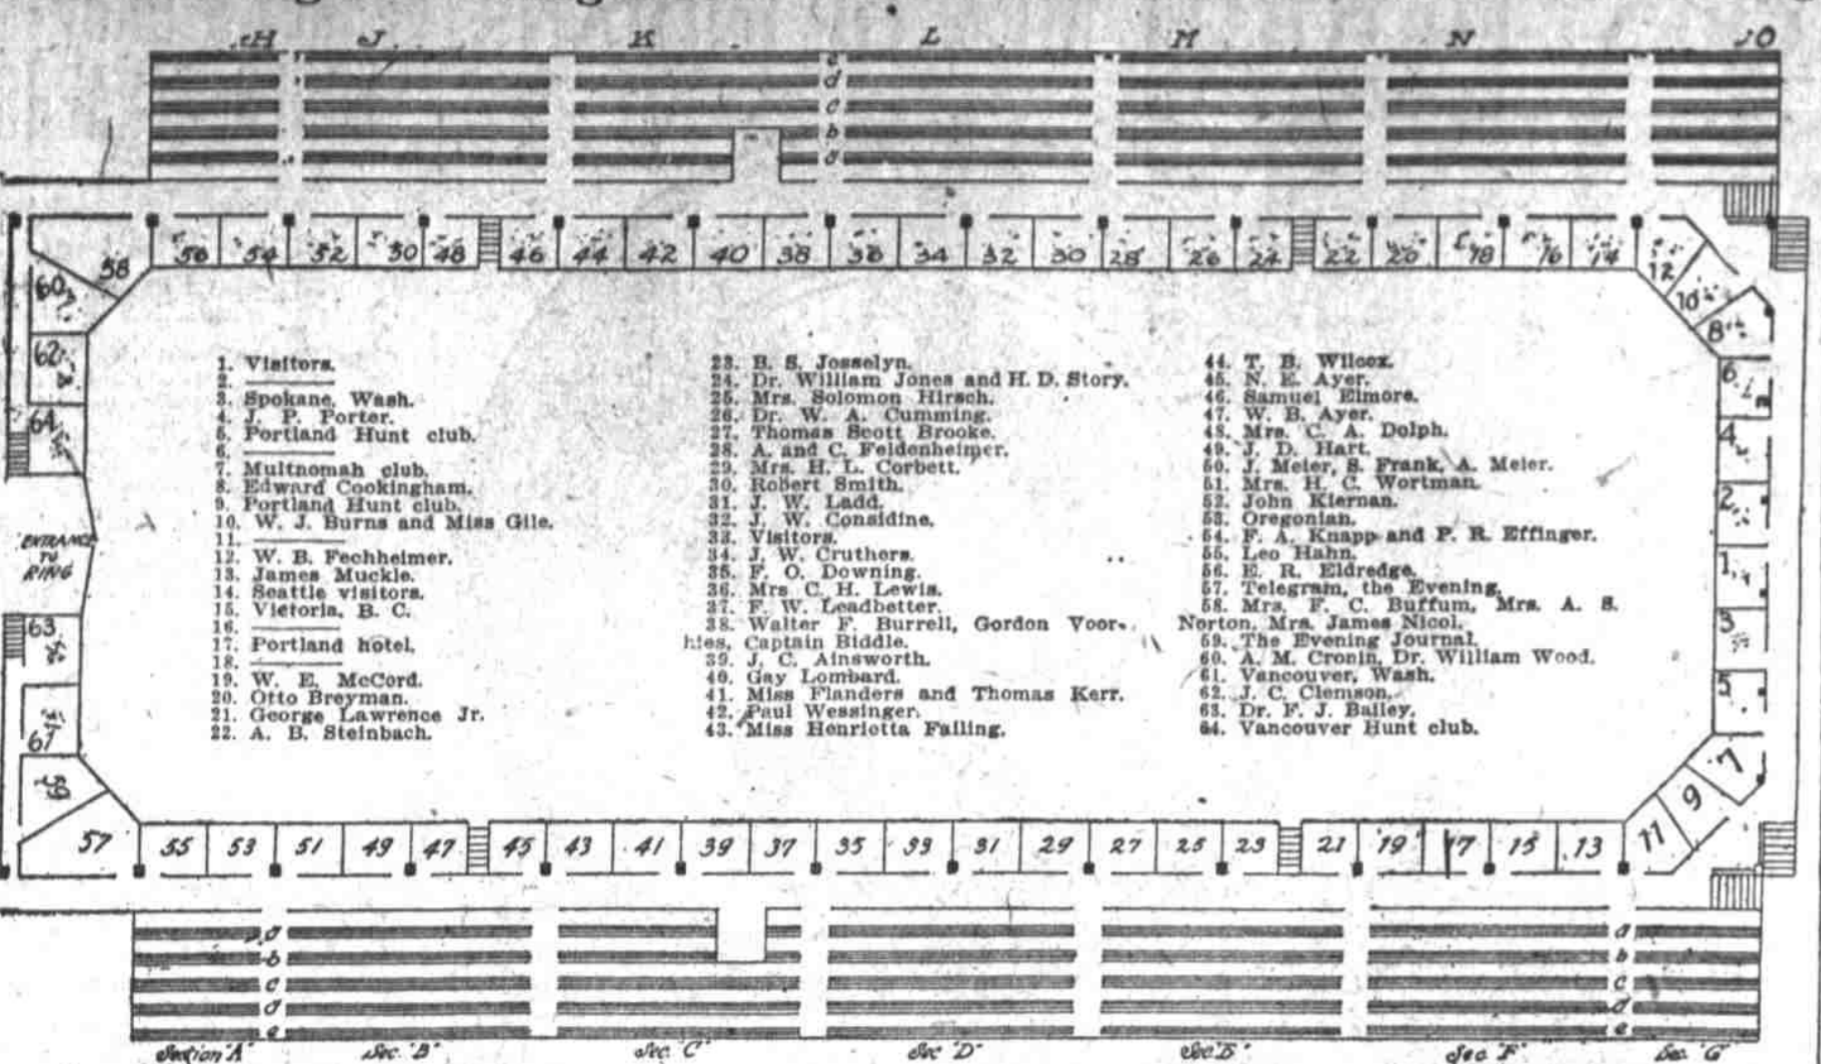 H J K L M N O
e
d
c
b
a
58 56 54 52 50 48 46 44 42 40 38 36 34 32 30 28 26 24 22 20 18 16 14 12
60 10
62 8
64 6
4
2
ENTRANCE
TO
RING
1
3
5
7
9
11
63
61
59
1. Visitors.
2. ———
3. Spokane, Wash.
4. J. P. Porter.
5. Portland Hunt club.
6. ———
7. Multnomah club.
8. Edward Cookingham.
9. Portland Hunt club.
10. W. J. Burns and Miss Gile.
11. ———
12. W. B. Fechheimer.
13. James Muckle.
14. Seattle visitors.
15. Victoria, B. C.
16. ———
17. Portland hotel.
18. ———
19. W. E. McCord.
20. Otto Breyman.
21. George Lawrence Jr.
22. A. B. Steinbach.
23. B. S. Josselyn.
24. Dr. William Jones and H. D. Story.
25. Mrs. Solomon Hirsch.
26. Dr. W. A. Cumming.
27. Thomas Scott Brooke.
28. A. and C. Feldenheimer.
29. Mrs. H. L. Corbett.
30. Robert Smith.
31. J. W. Ladd.
32. J. W. Considine.
33. Visitors.
34. J. W. Cruthers.
35. F. O. Downing.
36. Mrs C. H. Lewis.
37. F. W. Leadbetter.
38. Walter F. Burrell, Gordon Voor-
hies, Captain Biddle.
39. J. C. Ainsworth.
40. Gay Lombard.
41. Miss Flanders and Thomas Kerr.
42. Paul Wessinger.
43. Miss Henrietta Failing.
44. T. B. Wilcox.
45. N. E. Ayer.
46. Samuel Elmore.
47. W. B. Ayer.
48. Mrs. C. A. Dolph.
49. J. D. Hart.
50. J. Meier, S. Frank, A. Meier.
51. Mrs. H. C. Wortman.
52. John Kiernan.
53. Oregonian.
54. F. A. Knapp and P. R. Effinger.
55. Leo Hahn.
56. E. R. Eldredge.
57. Telegram, the Evening.
58. Mrs. F. C. Buffum, Mrs. A. S.
Norton, Mrs. James Nicol.
59. The Evening Journal.
60. A. M. Cronin, Dr. William Wood.
61. Vancouver, Wash.
62. J. C. Clemson.
63. Dr. F. J. Bailey.
64. Vancouver Hunt club.
57 55 53 51 49 47 45 43 41 39 37 35 33 31 29 27 25 23 21 19 17 15 13
a a
b b
c c
d d
e e
Section "A" Sec. "B" Sec. "C" Sec "D" Sec "E" Sec "F" Sec. "G"